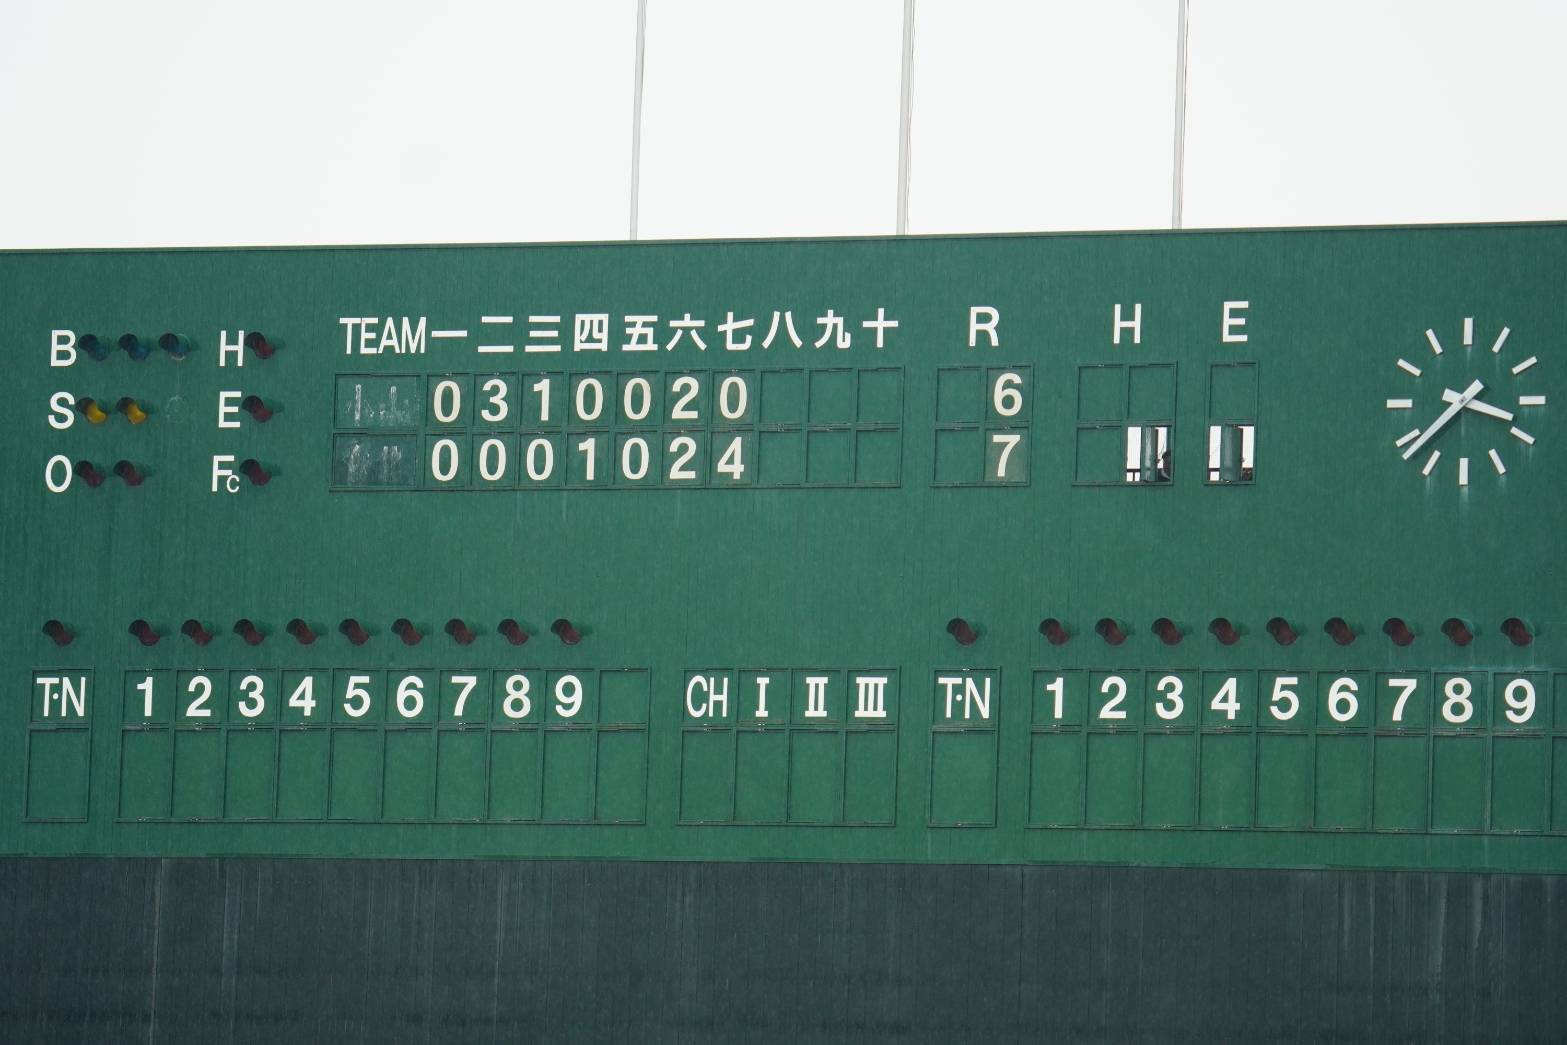 B H TEAM 一 二 三 四 五 六 七 八 九 十 R H E
S E 0 3 1 0 0 2 0 6
O Fc 0 0 0 1 0 2 4 7
T·N 1 2 3 4 5 6 7 8 9 CH I II III T·N 1 2 3 4 5 6 7 8 9